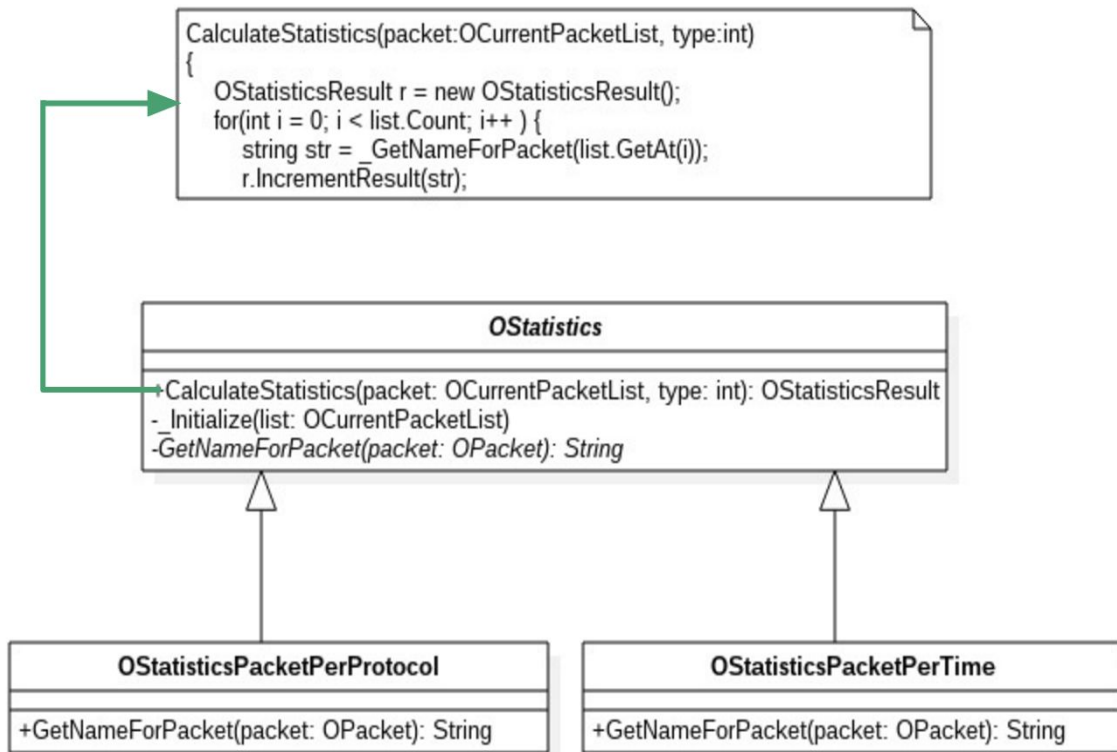 CalculateStatistics(packet:OCurrentPacketList, type:int)
{
OStatisticsResult r = new OStatisticsResult();
for(int i = 0; i < list.Count; i++ ) {
string str = _GetNameForPacket(list.GetAt(i));
r.IncrementResult(str);
OStatistics
+CalculateStatistics(packet: OCurrentPacketList, type: int): OStatisticsResult
-_Initialize(list: OCurrentPacketList)
-GetNameForPacket(packet: OPacket): String
OStatisticsPacketPerProtocol
+GetNameForPacket(packet: OPacket): String
OStatisticsPacketPerTime
+GetNameForPacket(packet: OPacket): String